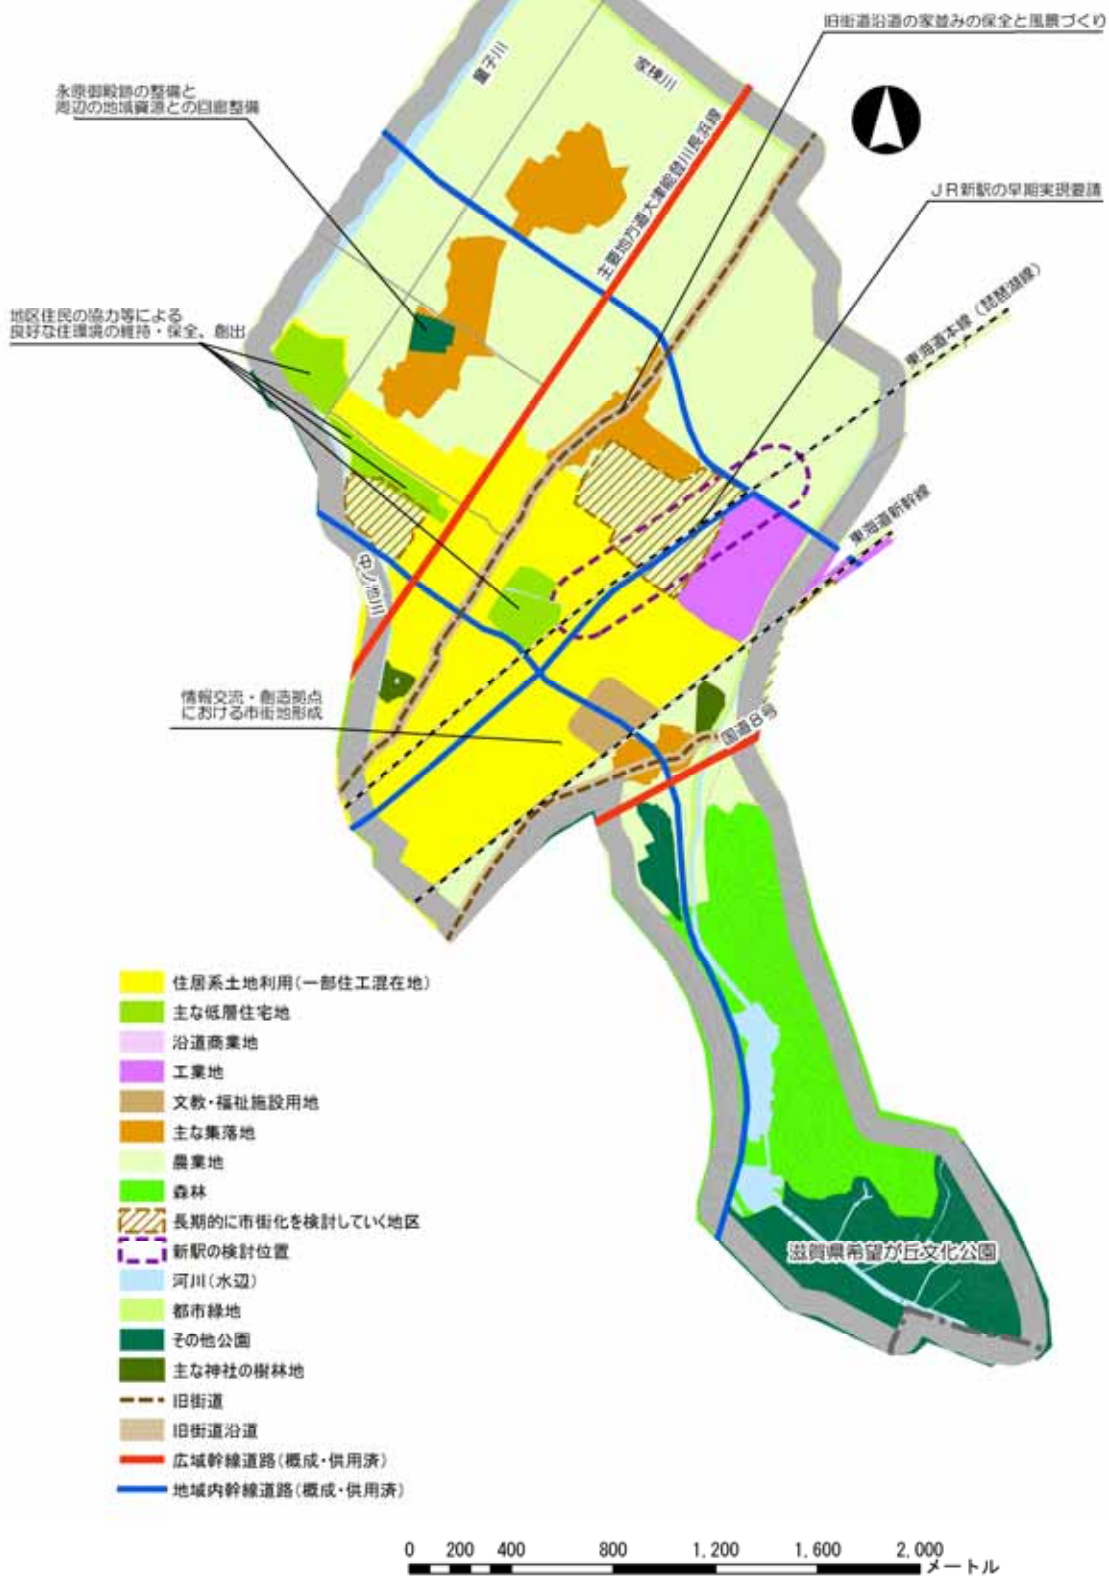 旧街道沿道の家並みの保全と風景づくり
童子川
家棟川
永原御殿跡の整備と
周辺の地域資源との回廊整備
主要地方道大津能登川長浜線
JR新駅の早期実現要請
東海道本線(琵琶湖線)
地区住民の協力等による
良好な住環境の維持・保全、創出
東海道新幹線
中ノ池川
情報交流・創造拠点
における市街地形成
国道8号
住居系土地利用(一部住工混在地)
主な低層住宅地
沿道商業地
工業地
文教・福祉施設用地
主な集落地
農業地
森林
長期的に市街化を検討していく地区
新駅の検討位置
河川(水辺)
都市緑地
その他公園
主な神社の樹林地
旧街道
旧街道沿道
広域幹線道路(概成・供用済)
地域内幹線道路(概成・供用済)
滋賀県希望が丘文化公園
0 200 400 800 1,200 1,600 2,000
メートル